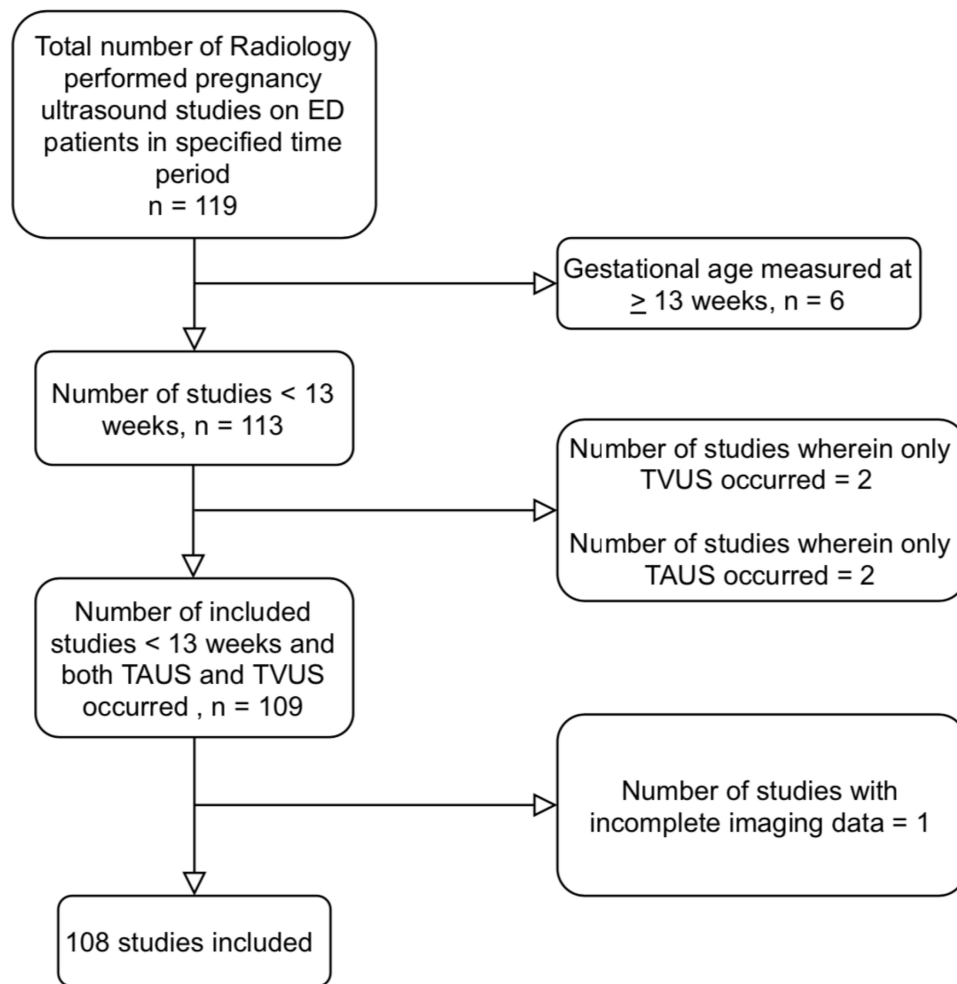 Total number of Radiology
performed pregnancy
ultrasound studies on ED
patients in specified time
period
n = 119
Gestational age measured at
≥ 13 weeks, n = 6
Number of studies < 13
weeks, n = 113
Number of studies wherein only
TVUS occurred = 2
Number of studies wherein only
TAUS occurred = 2
Number of included
studies < 13 weeks and
both TAUS and TVUS
occurred , n = 109
Number of studies with
incomplete imaging data = 1
108 studies included